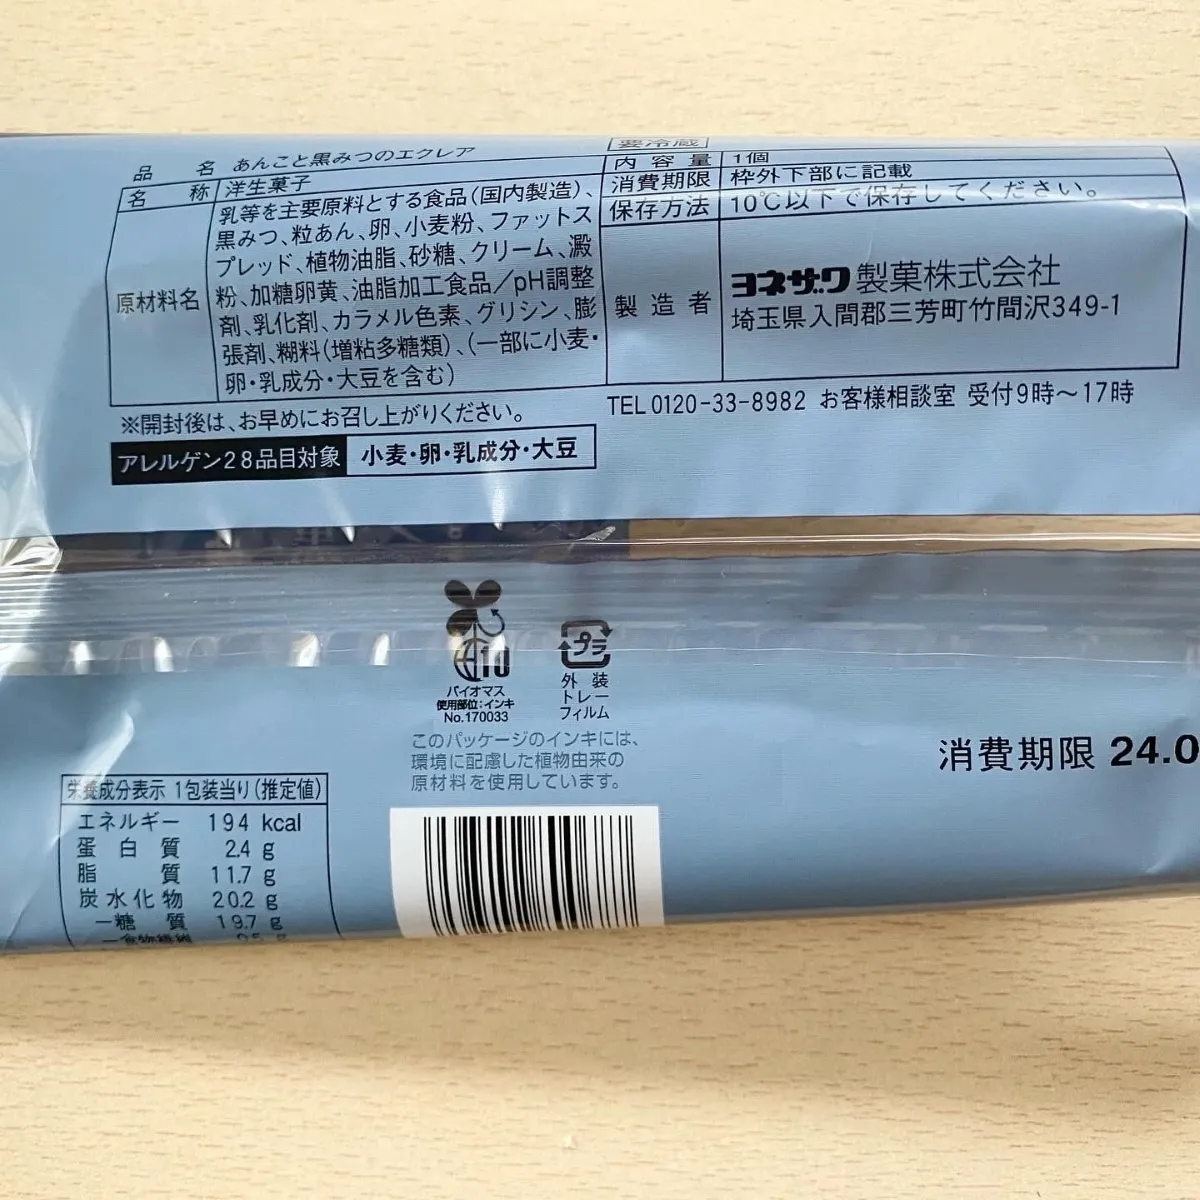 品名 あんこと黒みつのエクレア
名称 洋生菓子
原材料名
乳等を主要原料とする食品(国内製造)、
黒みつ、粒あん、卵、小麦粉、ファットス
プレッド、植物油脂、砂糖、クリーム、澱
粉、加糖卵黄、油脂加工食品/pH調整
剤、乳化剤、カラメル色素、グリシン、膨
張剤、糊料(増粘多糖類)、(一部に小麦・
卵・乳成分・大豆を含む)
※開封後は、お早めにお召し上がりください。
アレルゲン28品目対象 小麦・卵・乳成分・大豆
要冷蔵
内容量 1個
消費期限 枠外下部に記載
保存方法 10℃以下で保存してください。
製造者
ヨネザワ製菓株式会社
埼玉県入間郡三芳町竹間沢349-1
TEL0120-33-8982 お客様相談室 受付9時~17時
10
バイオマス
使用部位:インキ
No.170033
プラ
外装
トレー
フィルム
このパッケージのインキには、
環境に配慮した植物由来の
原材料を使用しています。
消費期限 24.0
栄養成分表示 1包装当り(推定値)
エネルギー 194 kcal
蛋白質 2.4 g
脂質 11.7 g
炭水化物 20.2 g
-糖質 19.7 g
-食物繊維 0.5 g